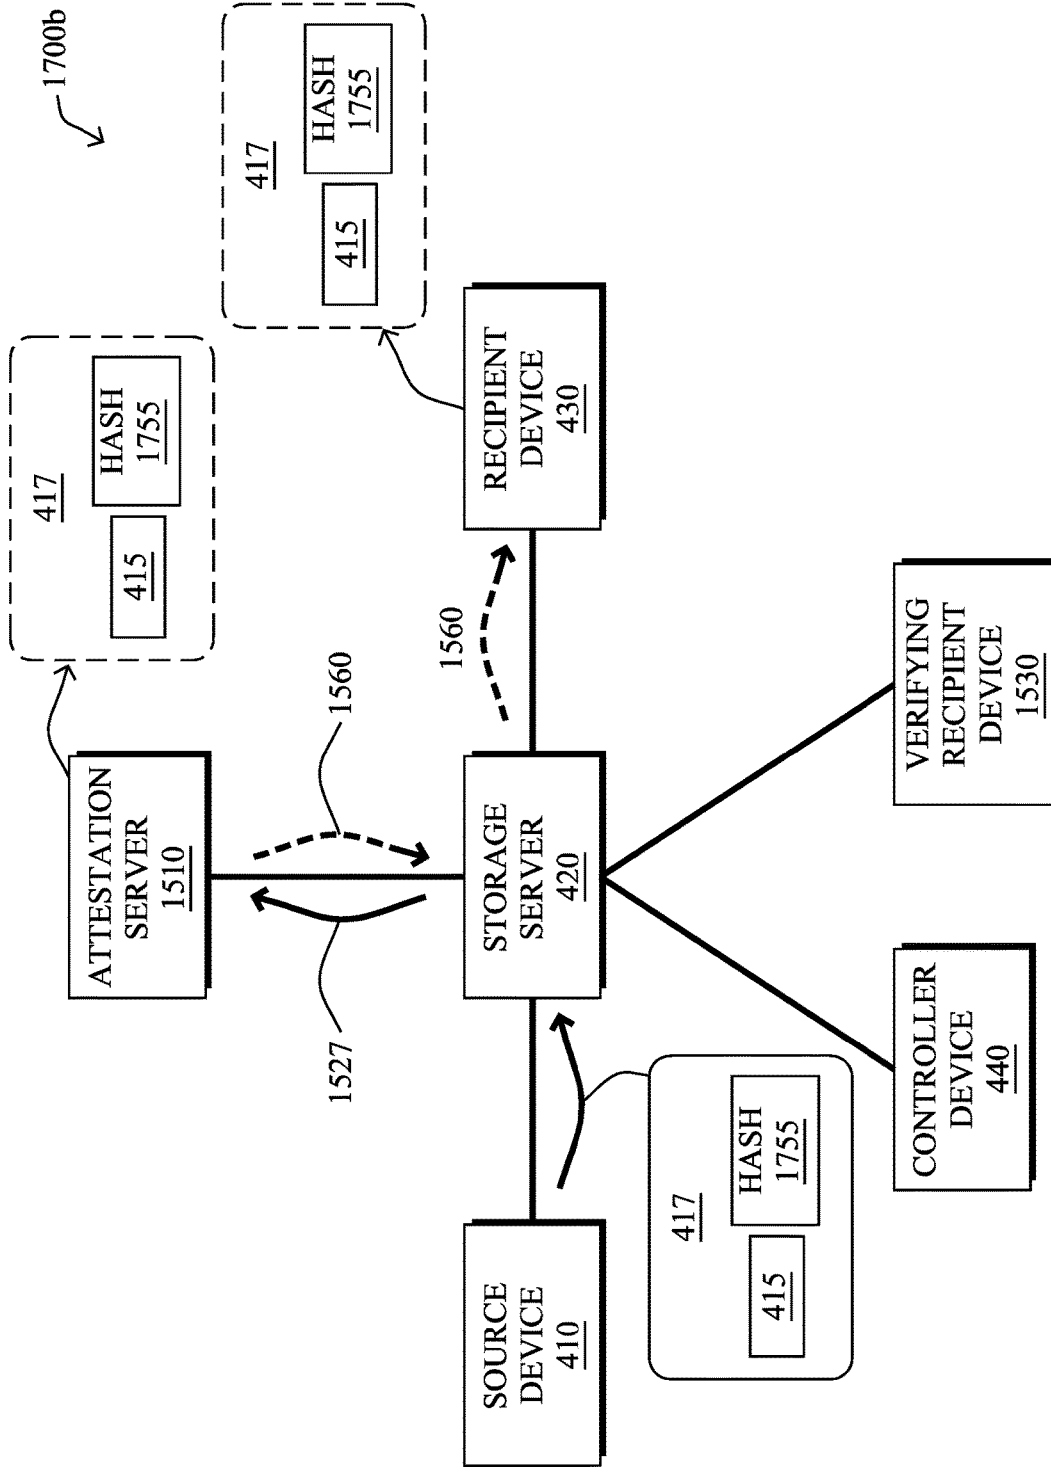 1700b
417
415
HASH
1755
417
415
HASH
1755
ATTESTATION
SERVER
1510
1527
1560
1560
SOURCE
DEVICE
410
STORAGE
SERVER
420
RECIPIENT
DEVICE
430
417
415
HASH
1755
CONTROLLER
DEVICE
440
VERIFYING
RECIPIENT
DEVICE
1530